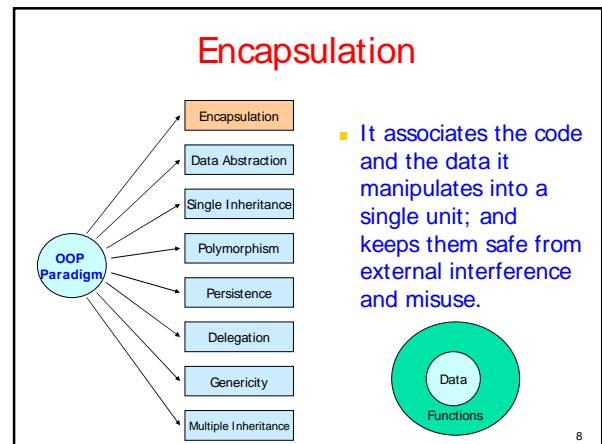 Encapsulation
Encapsulation
Data Abstraction
Single Inheritance
Polymorphism
Persistence
Delegation
Genericity
Multiple Inheritance
OOP
Paradigm
It associates the code
and the data it
manipulates into a
single unit; and
keeps them safe from
external interference
and misuse.
Data
Functions
8